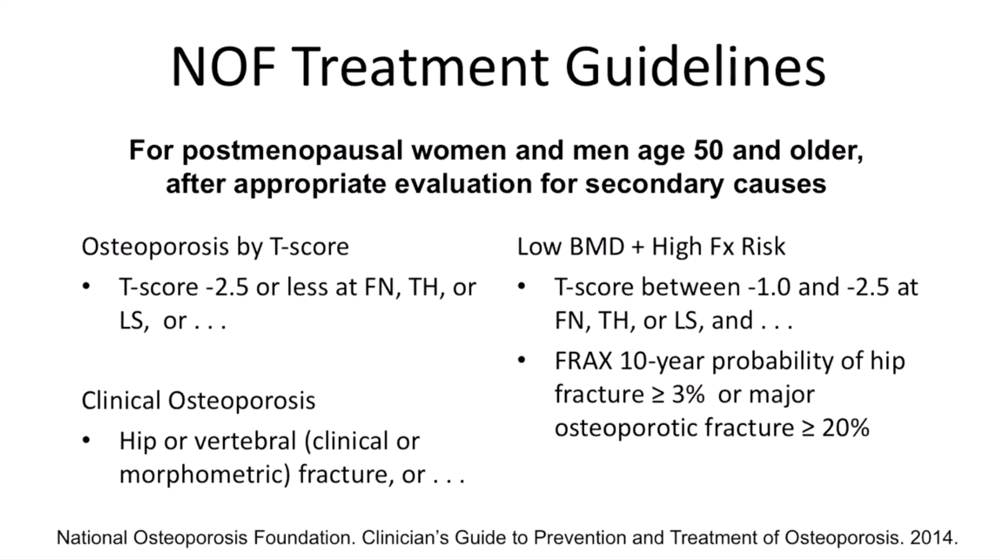 NOF Treatment Guidelines
For postmenopausal women and men age 50 and older,
after appropriate evaluation for secondary causes
Osteoporosis by T-score
• T-score -2.5 or less at FN, TH, or
LS, or . . .
Clinical Osteoporosis
• Hip or vertebral (clinical or
morphometric) fracture, or . . .
Low BMD + High Fx Risk
• T-score between -1.0 and -2.5 at
FN, TH, or LS, and . . .
• FRAX 10-year probability of hip
fracture ≥ 3% or major
osteoporotic fracture ≥ 20%
National Osteoporosis Foundation. Clinician’s Guide to Prevention and Treatment of Osteoporosis. 2014.